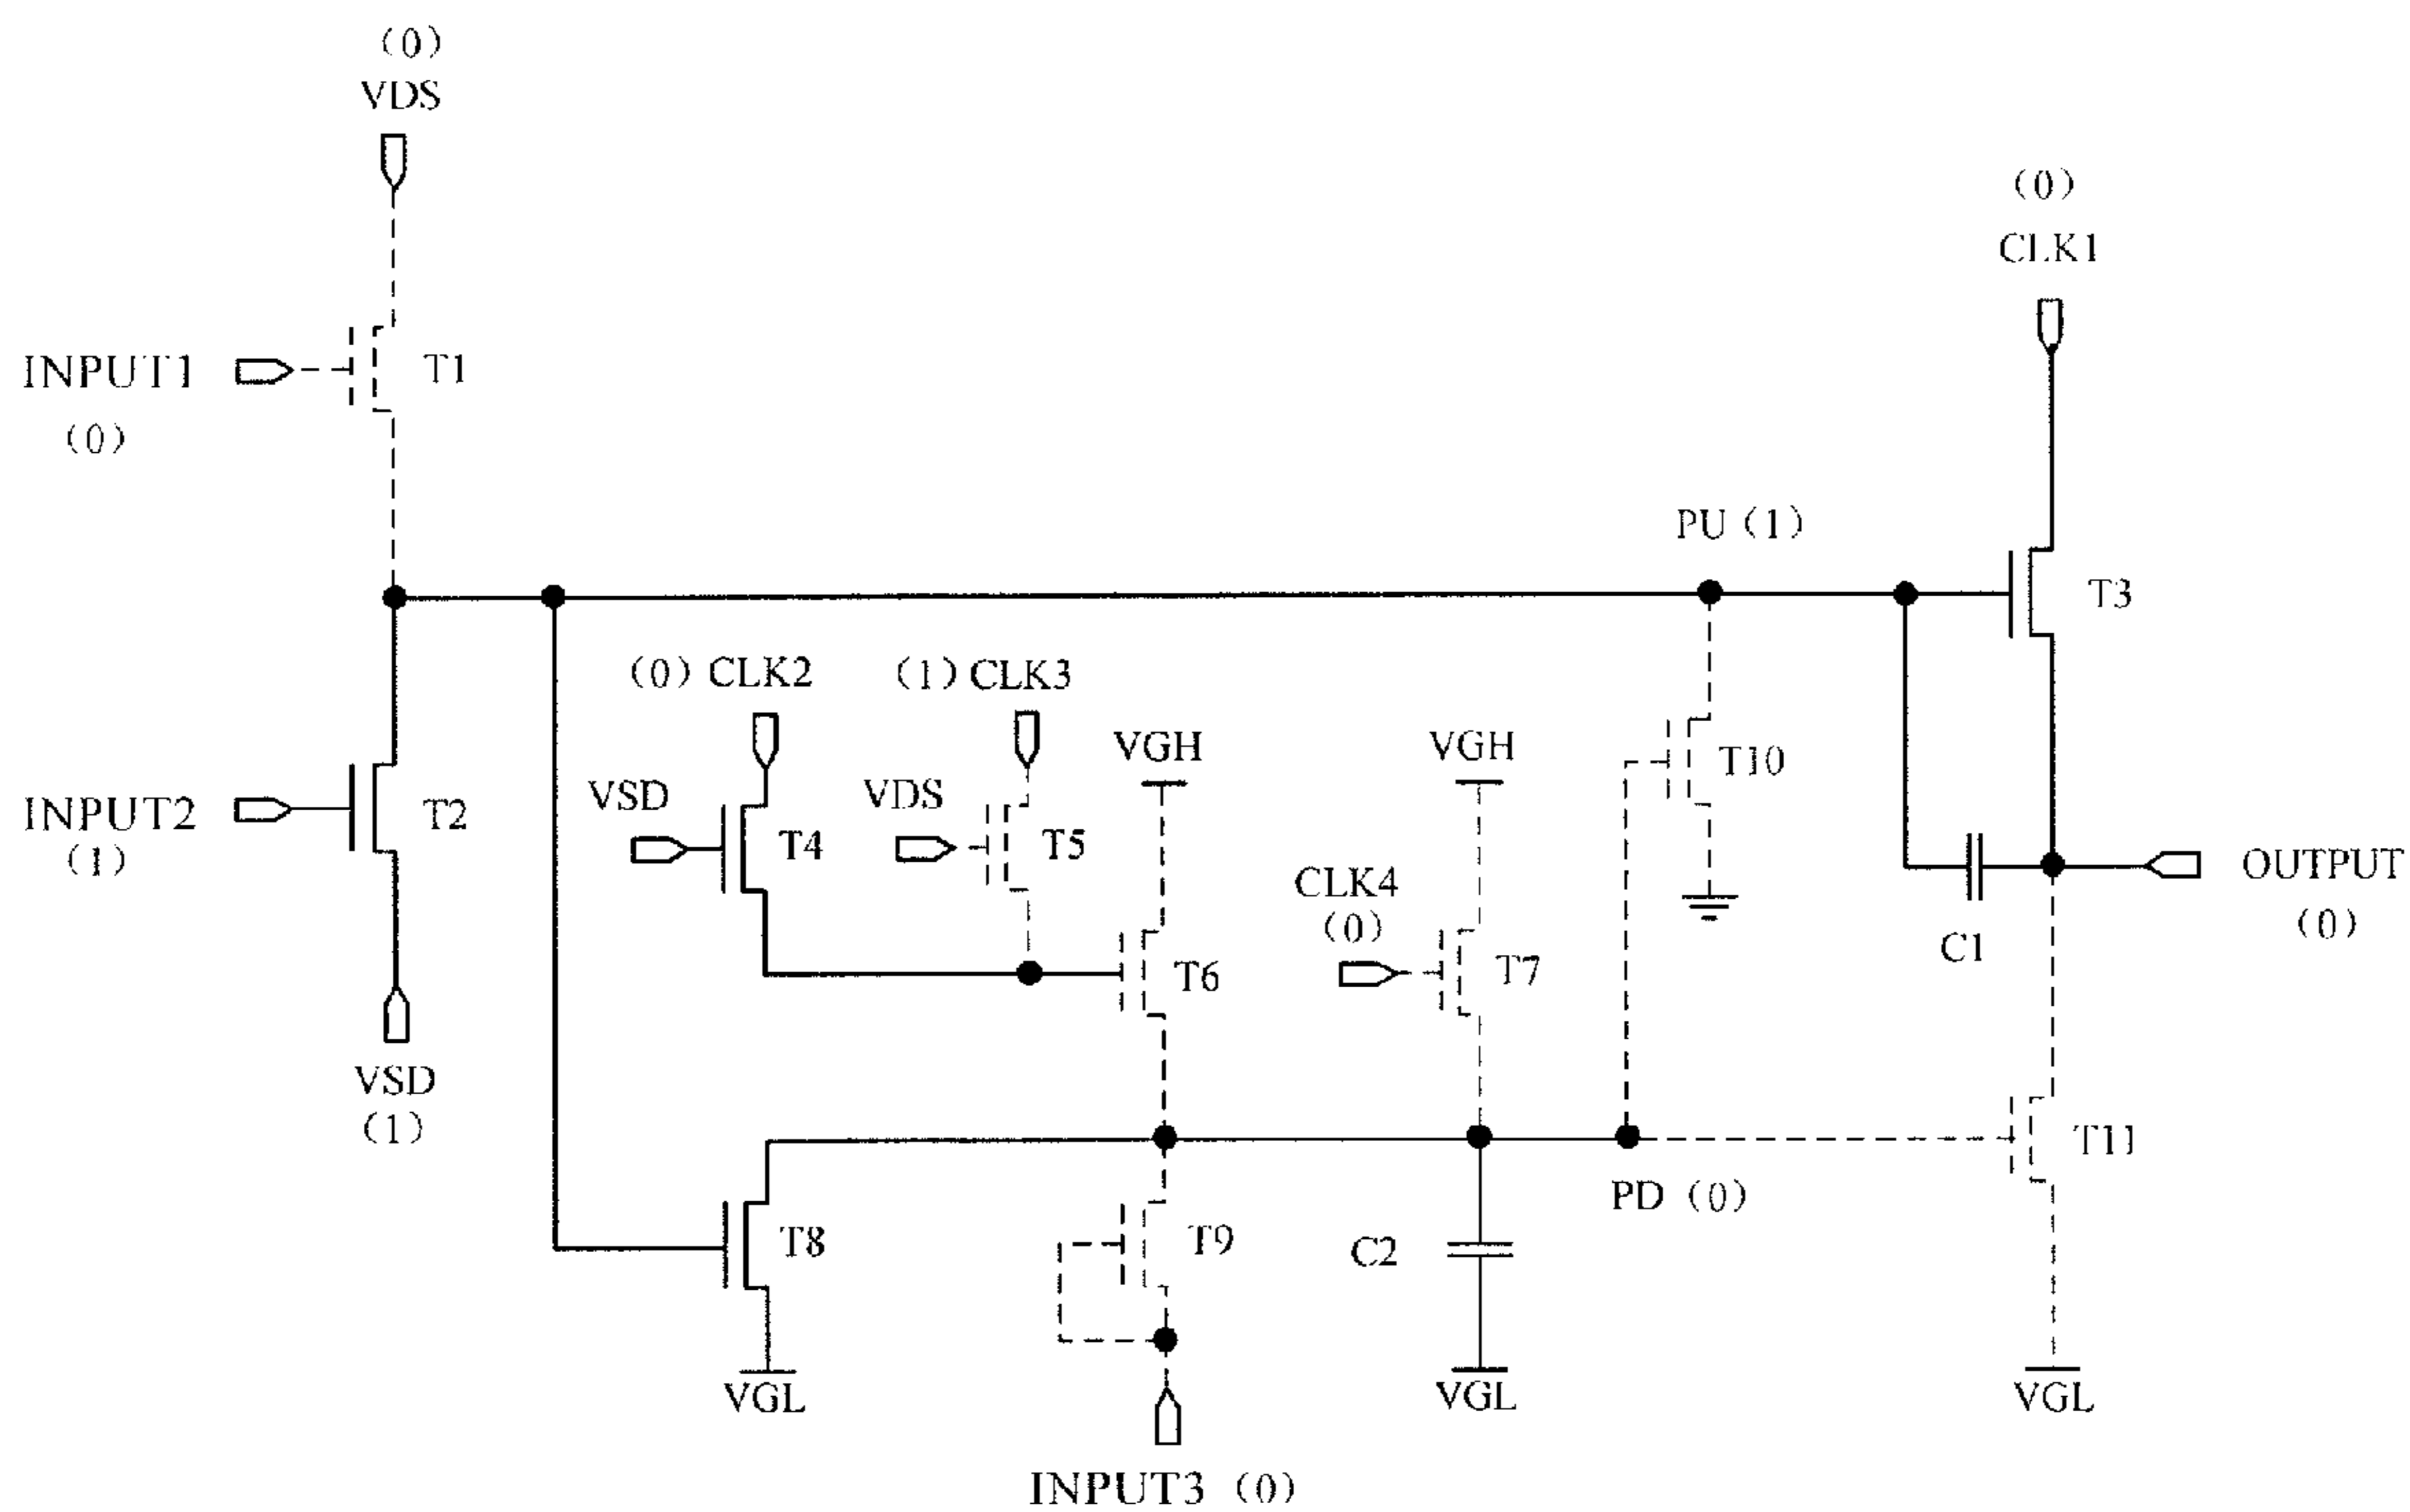 (0)
VDS
(0)
CLK1
INPUT1
T1
(0)
PU (1)
T3
(0) CLK2
(1) CLK3
VGH
VGH
T10
VSD
VDS
INPUT2
T2
T4
T5
(1)
CLK4
OUTPUT
(0)
(0)
C1
T6
T7
VSD
(1)
T11
PD (0)
T8
T9
C2
VGL
VGL
VGL
INPUT3 (0)